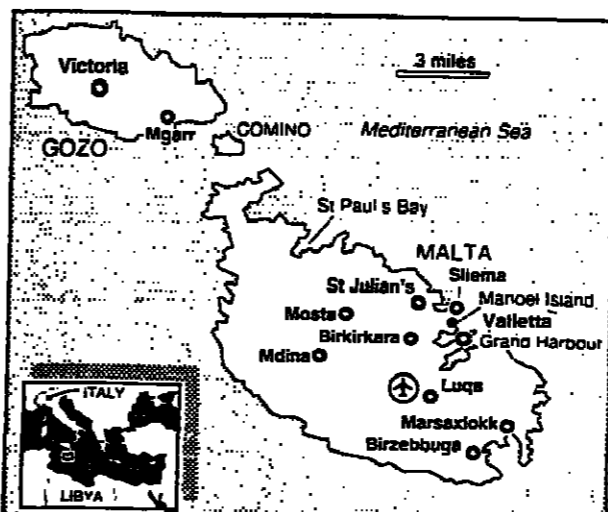 3 miles
Victoria
Mgarr
COMINO
Mediterranean Sea
GOZO
St Paul's Bay
MALTA
Sliema
St Julian's
Manoel Island
Mosta
Valletta
Birkirkara
Grand Harbour
Mdina
Luqa
Marsaxlokk
Birzebbuga
ITALY
LIBYA